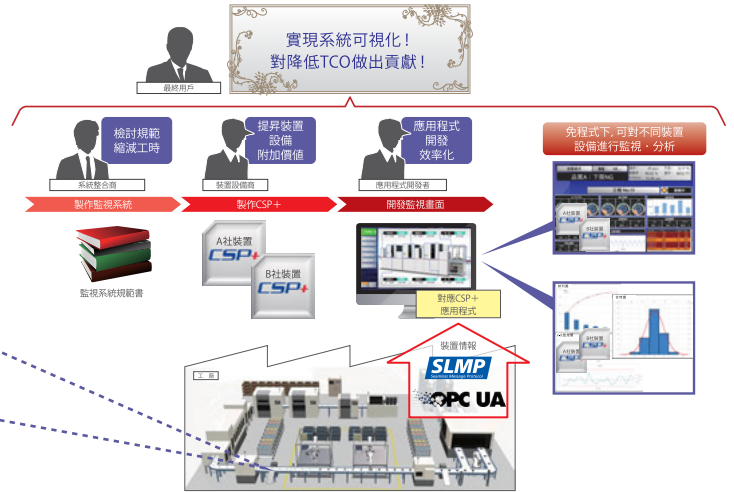 實現系統可視化！
對降低TCO做出貢獻！
最終用戶
檢討規範
縮減工時
系統整合商
提昇裝置
設備
附加價值
裝置設備商
應用程式
開發
效率化
應用程式開發者
免程式下, 可對不同裝置
設備進行監視・分析
製作監視系統
製作CSP＋
開發監視畫面
監視系統規範書
A社裝置
CSP+
B社裝置
CSP+
對應CSP＋
應用程式
A社裝置
CSP+
B社裝置
CSP+
A社裝置
CSP+
B社裝置
CSP+
裝置情報
SLMP
Seamless Message Protocol
OPC UA
工 廠